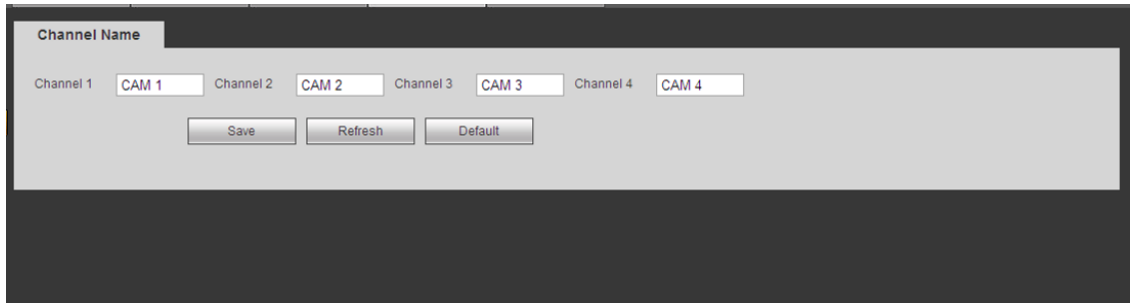 Channel Name
Channel 1 CAM 1 Channel 2 CAM 2 Channel 3 CAM 3 Channel 4 CAM 4
Save Refresh Default